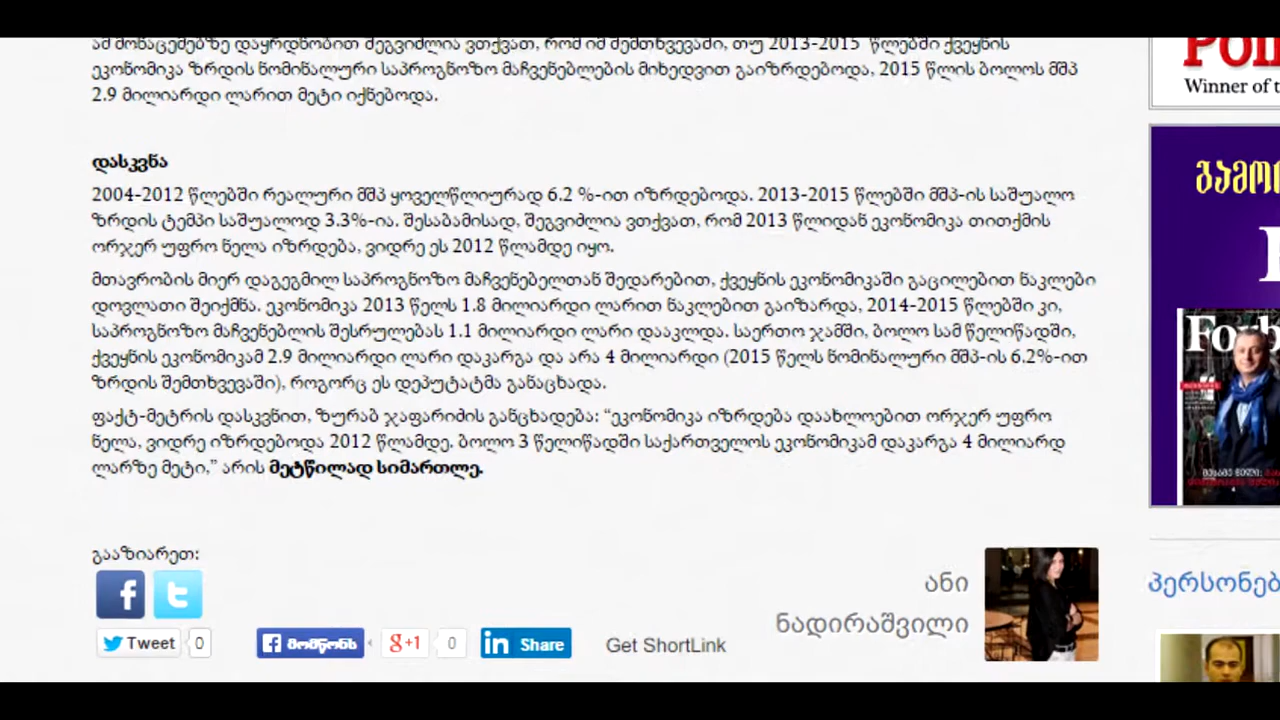 ამ მონაცემებზე დაყრდნობით შეგვიძლია ვთქვათ, რომ იმ შემთხვევაში, თუ 2013-2015 წლებში ქვეყნის
ეკონომიკა ზრდის ნომინალური საპროგნოზო მაჩვენებლების მიხედვით გაიზრდებოდა, 2015 წლის ბოლოს მშპ
2.9 მილიარდი ლარით მეტი იქნებოდა.
დასკვნა
2004-2012 წლებში რეალური მშპ ყოველწლიურად 6.2 %-ით იზრდებოდა. 2013-2015 წლებში მშპ-ის საშუალო
ზრდის ტემპი საშუალოდ 3.3%-ია. შესაბამისად, შეგვიძლია ვთქვათ, რომ 2013 წლიდან ეკონომიკა თითქმის
ორჯერ უფრო ნელა იზრდება, ვიდრე ეს 2012 წლამდე იყო.
მთავრობის მიერ დაგეგმილ საპროგნოზო მაჩვენებელთან შედარებით, ქვეყნის ეკონომიკაში გაცილებით ნაკლები
დოვლათი შეიქმნა. ეკონომიკა 2013 წელს 1.8 მილიარდი ლარით ნაკლებით გაიზარდა, 2014-2015 წლებში კი,
საპროგნოზო მაჩვენებლის შესრულებას 1.1 მილიარდი ლარი დააკლდა. საერთო ჯამში, ბოლო სამ წელიწადში,
ქვეყნის ეკონომიკამ 2.9 მილიარდი ლარი დაკარგა და არა 4 მილიარდი (2015 წელს ნომინალური მშპ-ის 6.2%-ით
ზრდის შემთხვევაში), როგორც ეს დეპუტატმა განაცხადა.
ფაქტ-მეტრის დასკვნით, ზურაბ ჯაფარიძის განცხადება: “ეკონომიკა იზრდება დაახლოებით ორჯერ უფრო
ნელა, ვიდრე იზრდებოდა 2012 წლამდე. ბოლო 3 წელიწადში საქართველოს ეკონომიკამ დაკარგა 4 მილიარდ
ლარზე მეტი,” არის მეტწილად სიმართლე.
გააზიარეთ:
Tweet 0
მომწონს
g+1 0
in Share
Get ShortLink
ანი
ნადირაშვილი
Winner of t
გამო
F
Forb
პერსონებ